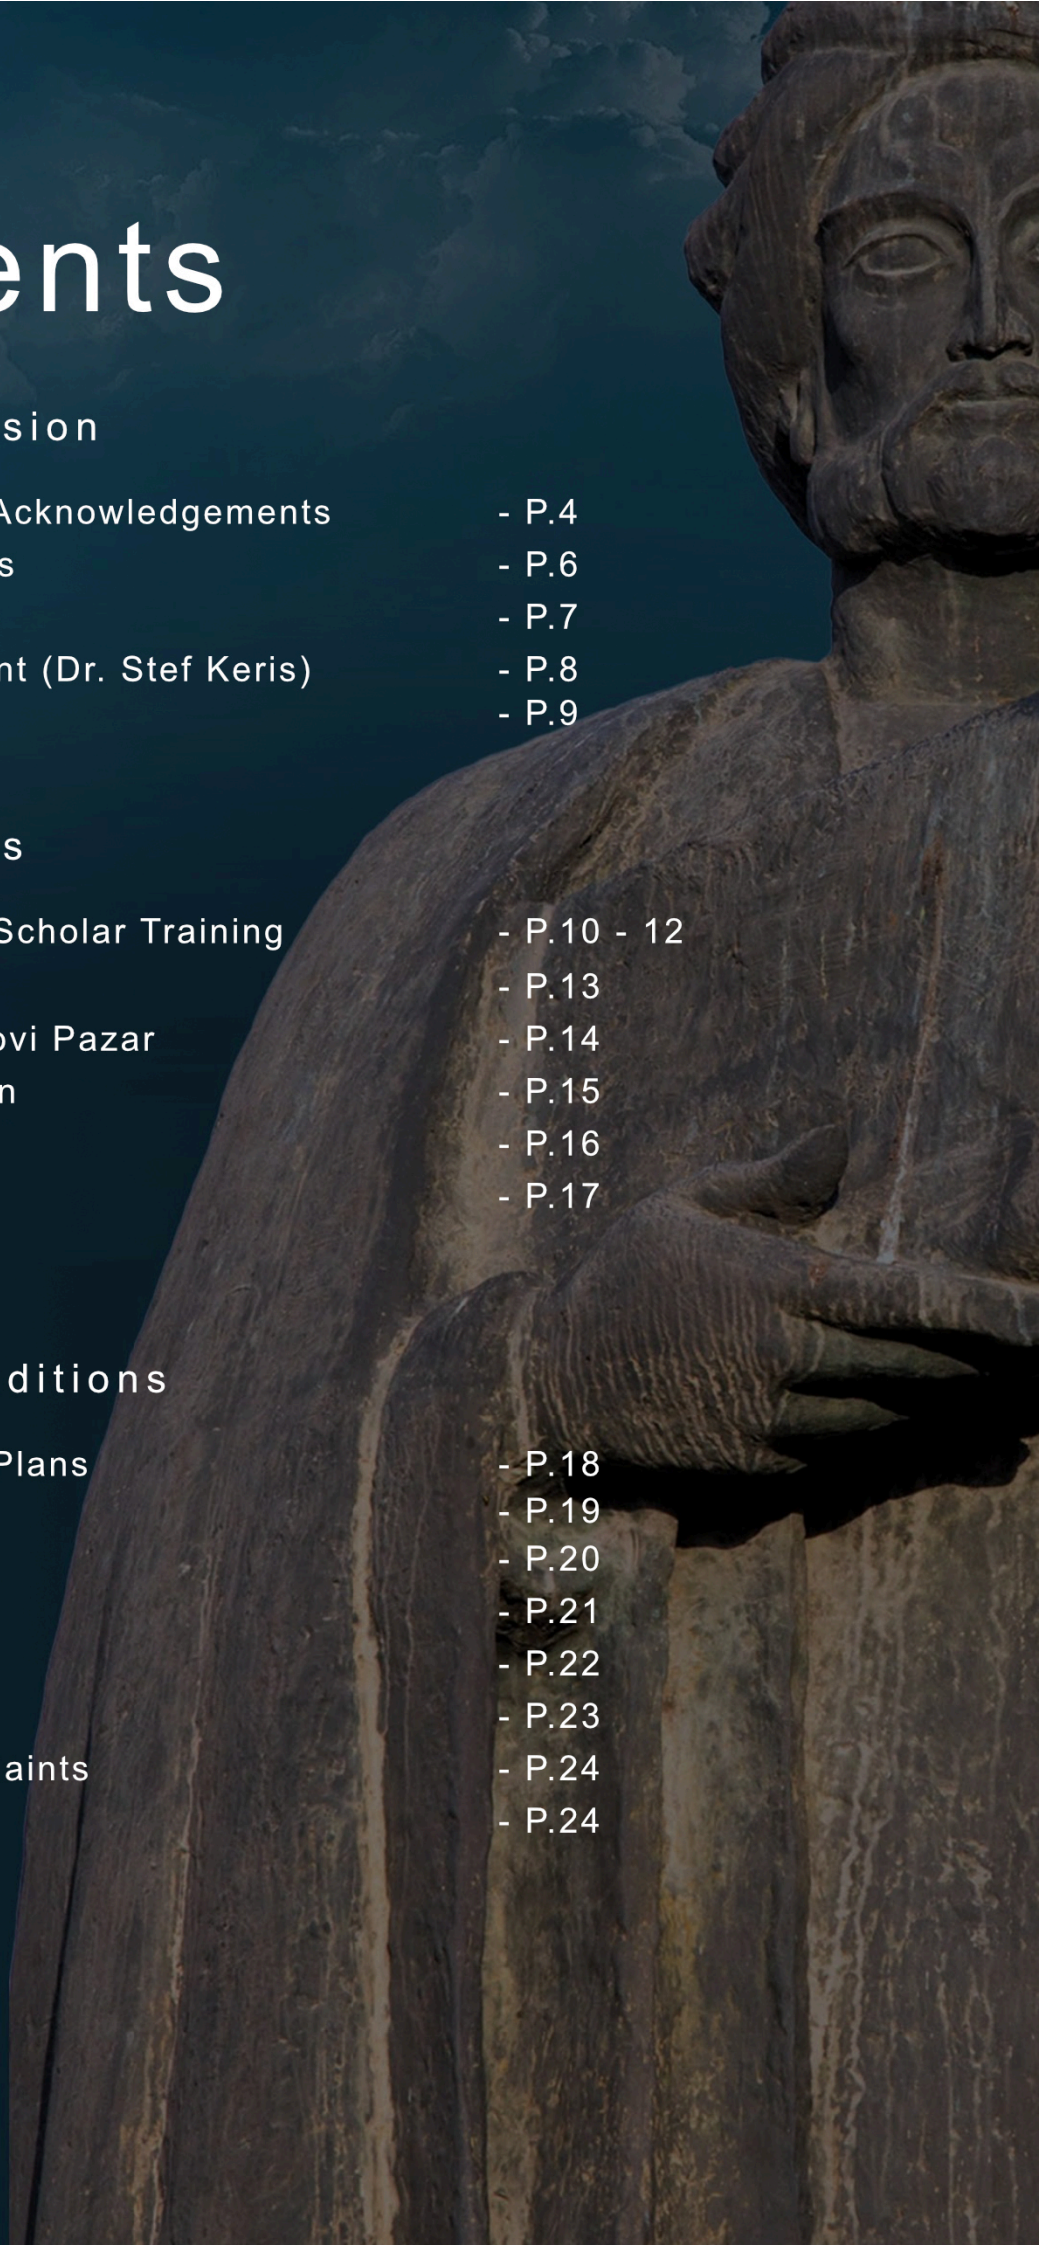 ents
sion
Acknowledgements - P.4
s - P.6
- P.7
nt (Dr. Stef Keris) - P.8
- P.9
s
Scholar Training - P.10 - 12
- P.13
ovi Pazar - P.14
n - P.15
- P.16
- P.17
ditions
Plans - P.18
- P.19
- P.20
- P.21
- P.22
- P.23
aints - P.24
- P.24